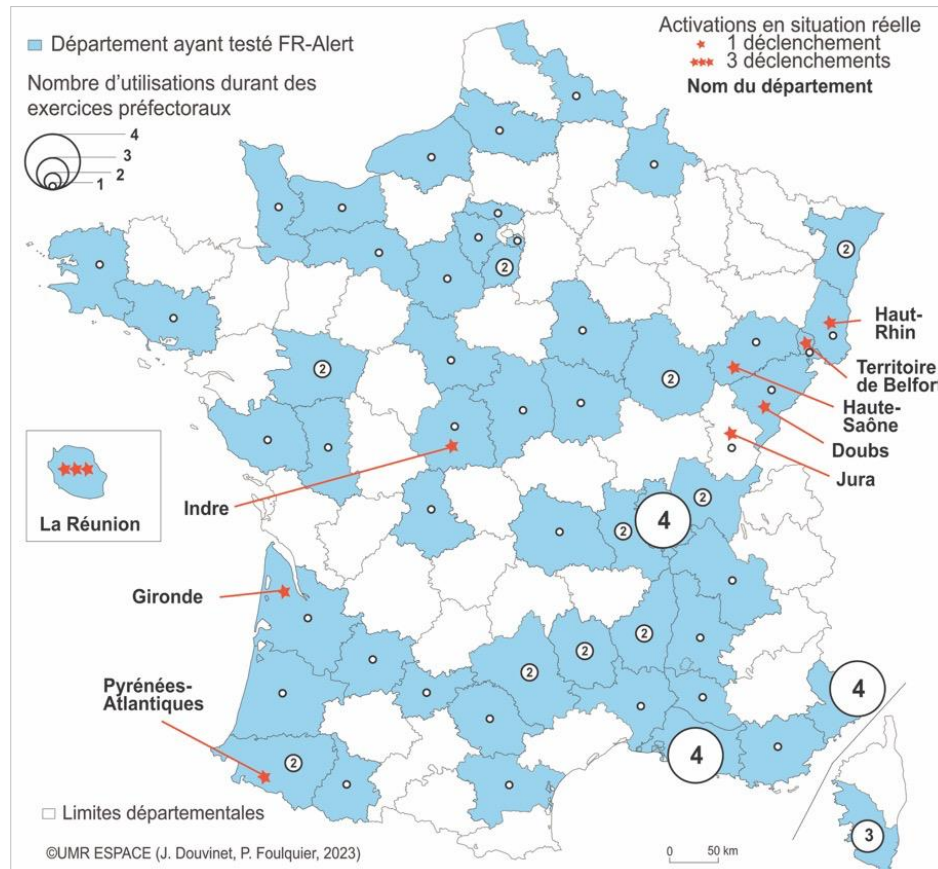 Département ayant testé FR-Alert
Nombre d'utilisations durant des
exercices préfectoraux
4
3
2
1
Activations en situation réelle
1 déclenchement
3 déclenchements
Nom du département
2
2
Haut-
Rhin
Territoire
de Belfort
Haute-
Saône
Doubs
Jura
2
2
Indre
La Réunion
4
2
2
Gironde
2
2
2
4
Pyrénées-
Atlantiques
4
2
3
Limites départementales
©UMR ESPACE (J. Douvinet, P. Foulquier, 2023)
0 50 km